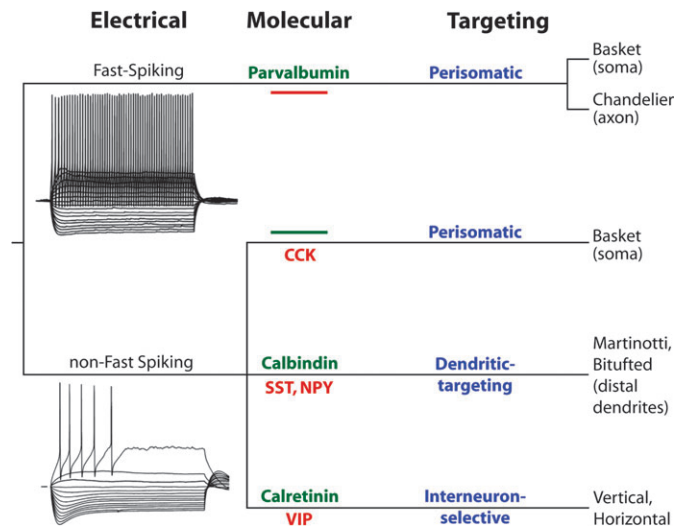 Electrical Molecular Targeting
Fast-Spiking Parvalbumin Perisomatic
Basket
(soma)
Chandelier
(axon)
Perisomatic
CCK
Basket
(soma)
non-Fast Spiking
Calbindin
SST, NPY
Dendritic-
targeting
Martinotti,
Bitufted
(distal
dendrites)
Calretinin
VIP
Interneuron-
selective
Vertical,
Horizontal